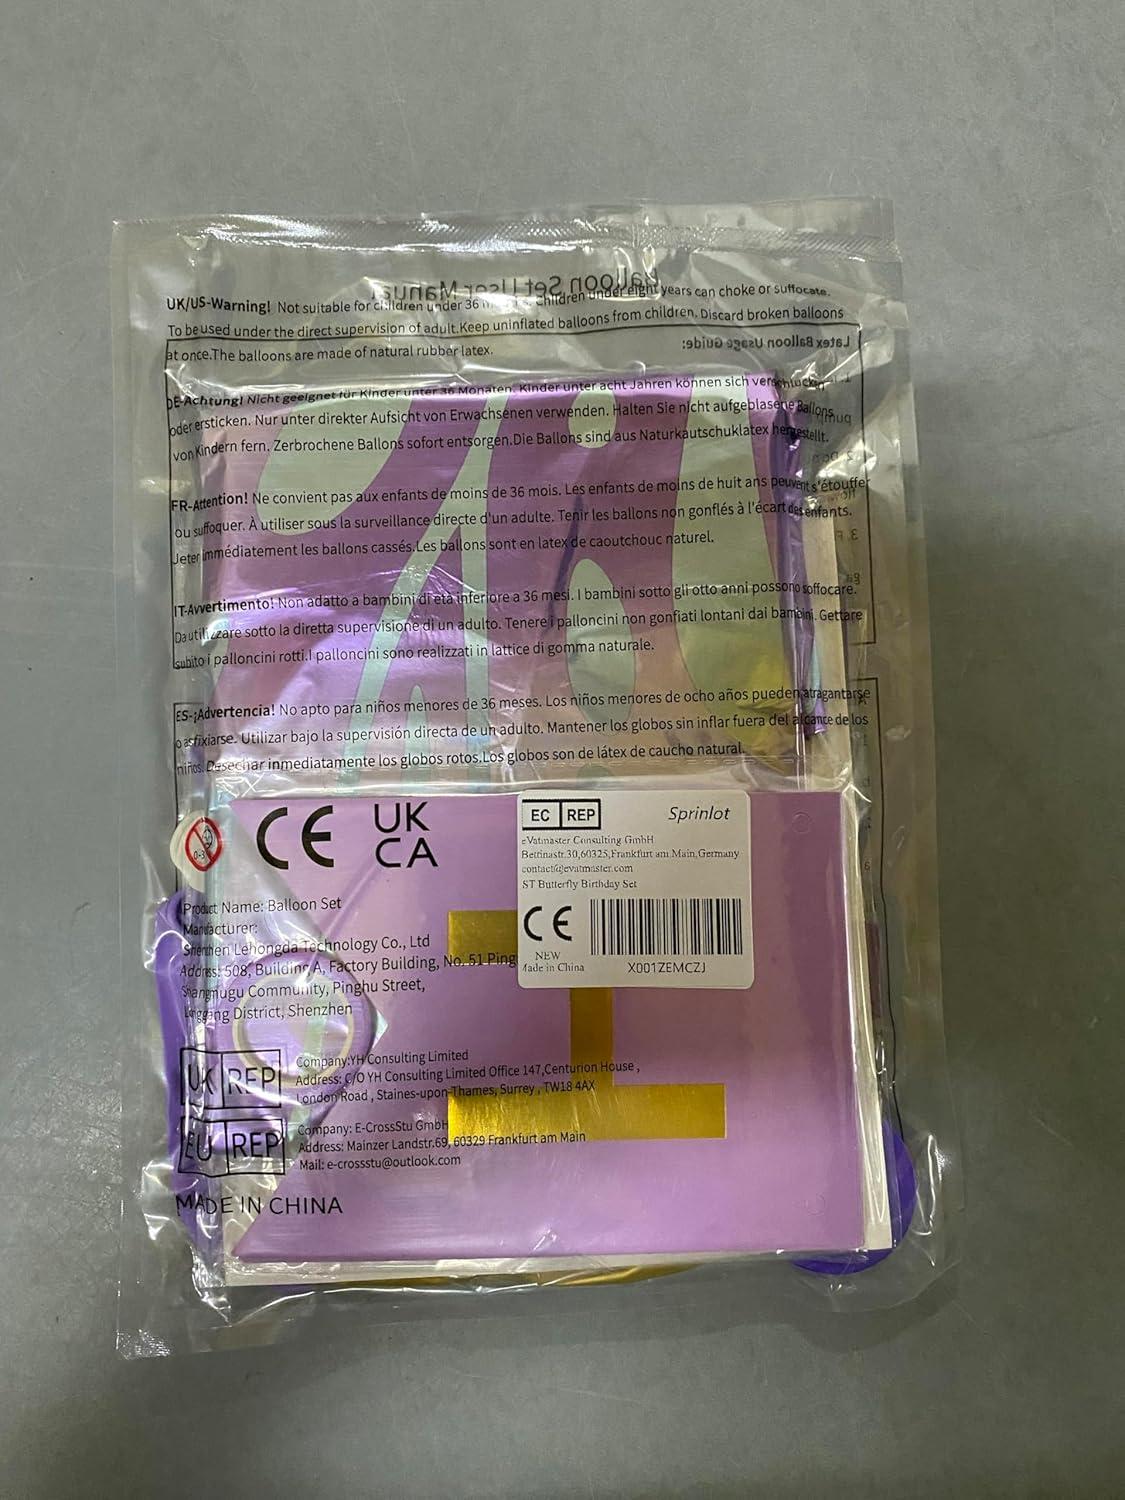 Balloon Set User Manual
UK/US-Warning! Not suitable for children under 36 Children under eight years can choke or suffocate.
To be used under the direct supervision of adult.Keep uninflated balloons from children. Discard broken balloons
at once.The balloons are made of natural rubber latex.
Latex Balloon Usage Guide:
DE-Achtung! Nicht geeignet für Kinder unter 36 Monaten. Kinder unter acht Jahren können sich verschlucken
oder ersticken. Nur unter direkter Aufsicht von Erwachsenen verwenden. Halten Sie nicht aufgeblasene Ballons
von Kindern fern. Zerbrochene Ballons sofort entsorgen.Die Ballons sind aus Naturkautschuklatex hergestellt.
FR-Attention! Ne convient pas aux enfants de moins de 36 mois. Les enfants de moins de huit ans peuvent s'étouffer
ou suffoquer. À utiliser sous la surveillance directe d'un adulte. Tenir les ballons non gonflés à l'écart des enfants.
Jeter immédiatement les ballons cassés.Les ballons sont en latex de caoutchouc naturel.
IT-Avvertimento! Non adatto a bambini di età inferiore a 36 mesi. I bambini sotto gli otto anni possono soffocare.
Da utilizzare sotto la diretta supervisione di un adulto. Tenere i palloncini non gonfiati lontani dai bambini. Gettare
subito i palloncini rotti.I palloncini sono realizzati in lattice di gomma naturale.
ES-¡Advertencia! No apto para niños menores de 36 meses. Los niños menores de ocho años pueden atragantarse
o asfixiarse. Utilizar bajo la supervisión directa de un adulto. Mantener los globos sin inflar fuera del alcance de los
niños. Desechar inmediatamente los globos rotos.Los globos son de látex de caucho natural.
0-3
CE
UK
CA
EC REP
Sprinlot
eVatmaster Consulting GmbH
Bettinastr.30,60325,Frankfurt am Main,Germany
contact@evatmaster.com
ST Butterfly Birthday Set
CE
NEW
Made in China
X001ZEMCZJ
Product Name: Balloon Set
Manufacturer:
Shenzhen Lehongda Technology Co., Ltd
Address: 508, Building A, Factory Building, No. 51 Ping
Shangmugu Community, Pinghu Street,
Longgang District, Shenzhen
UK REP
Company:YH Consulting Limited
Address: C/O YH Consulting Limited Office 147,Centurion House ,
London Road , Staines-upon-Thames, Surrey , TW18 4AX
EU REP
Company: E-CrossStu GmbH
Address: Mainzer Landstr.69, 60329 Frankfurt am Main
Mail: e-crossstu@outlook.com
MADE IN CHINA